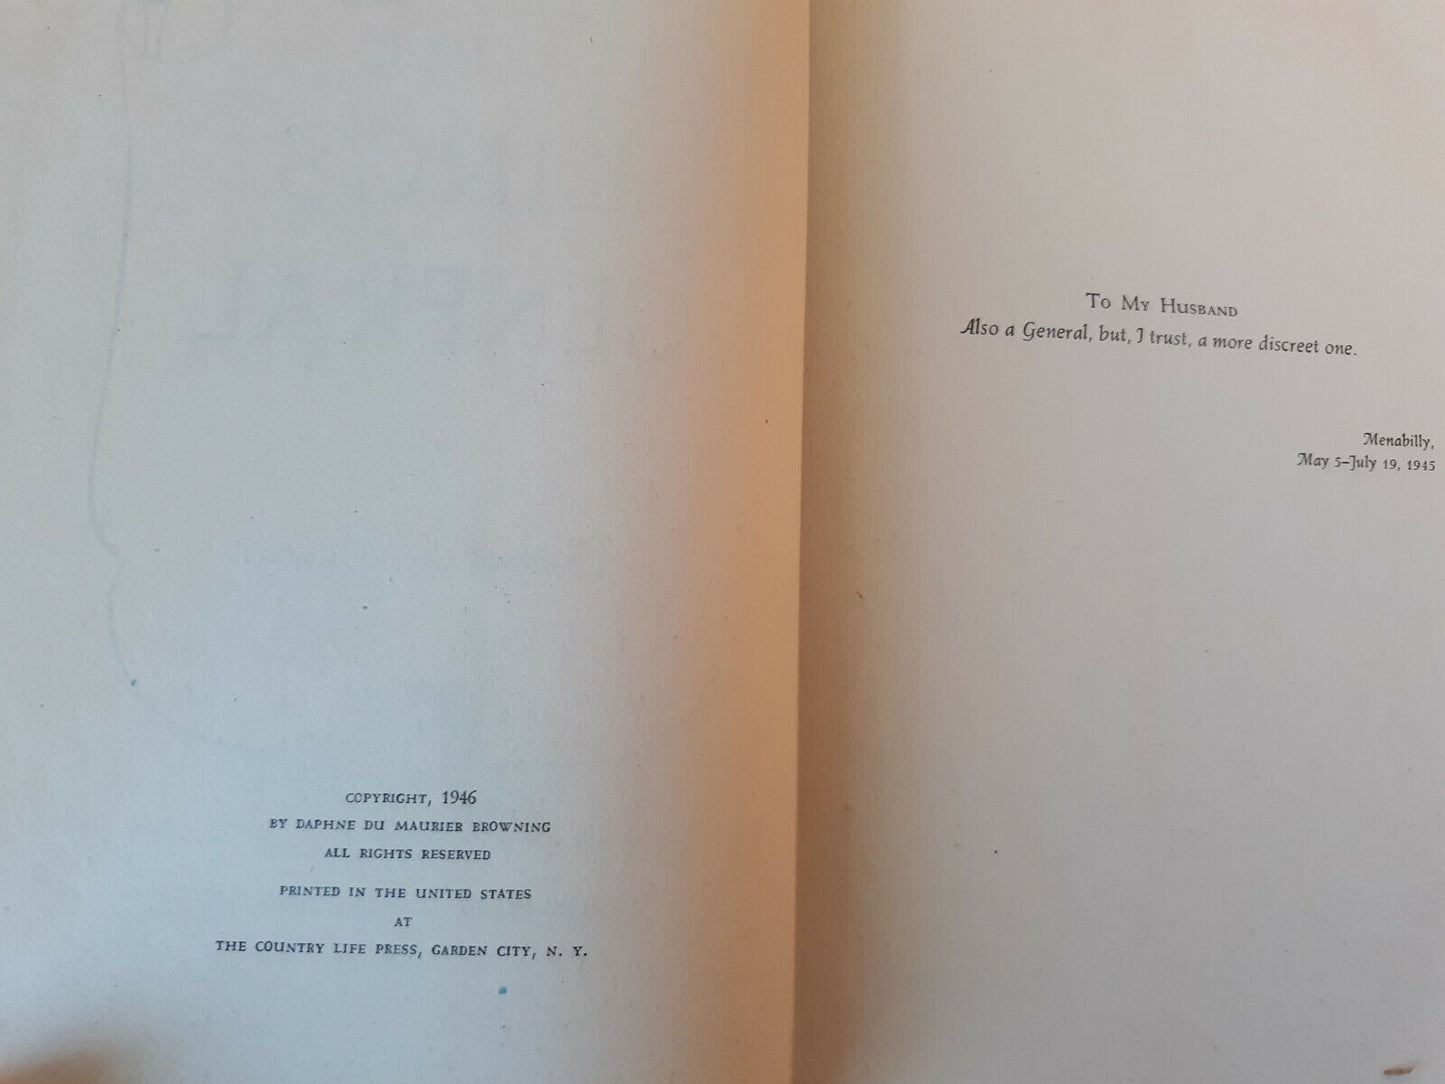 COPYRIGHT, 1946
BY DAPHNE DU MAURIER BROWNING
ALL RIGHTS RESERVED
PRINTED IN THE UNITED STATES
AT
THE COUNTRY LIFE PRESS, GARDEN CITY, N. Y.
To My Husband
Also a General, but, I trust, a more discreet one.
Menabilly,
May 5–July 19, 1945